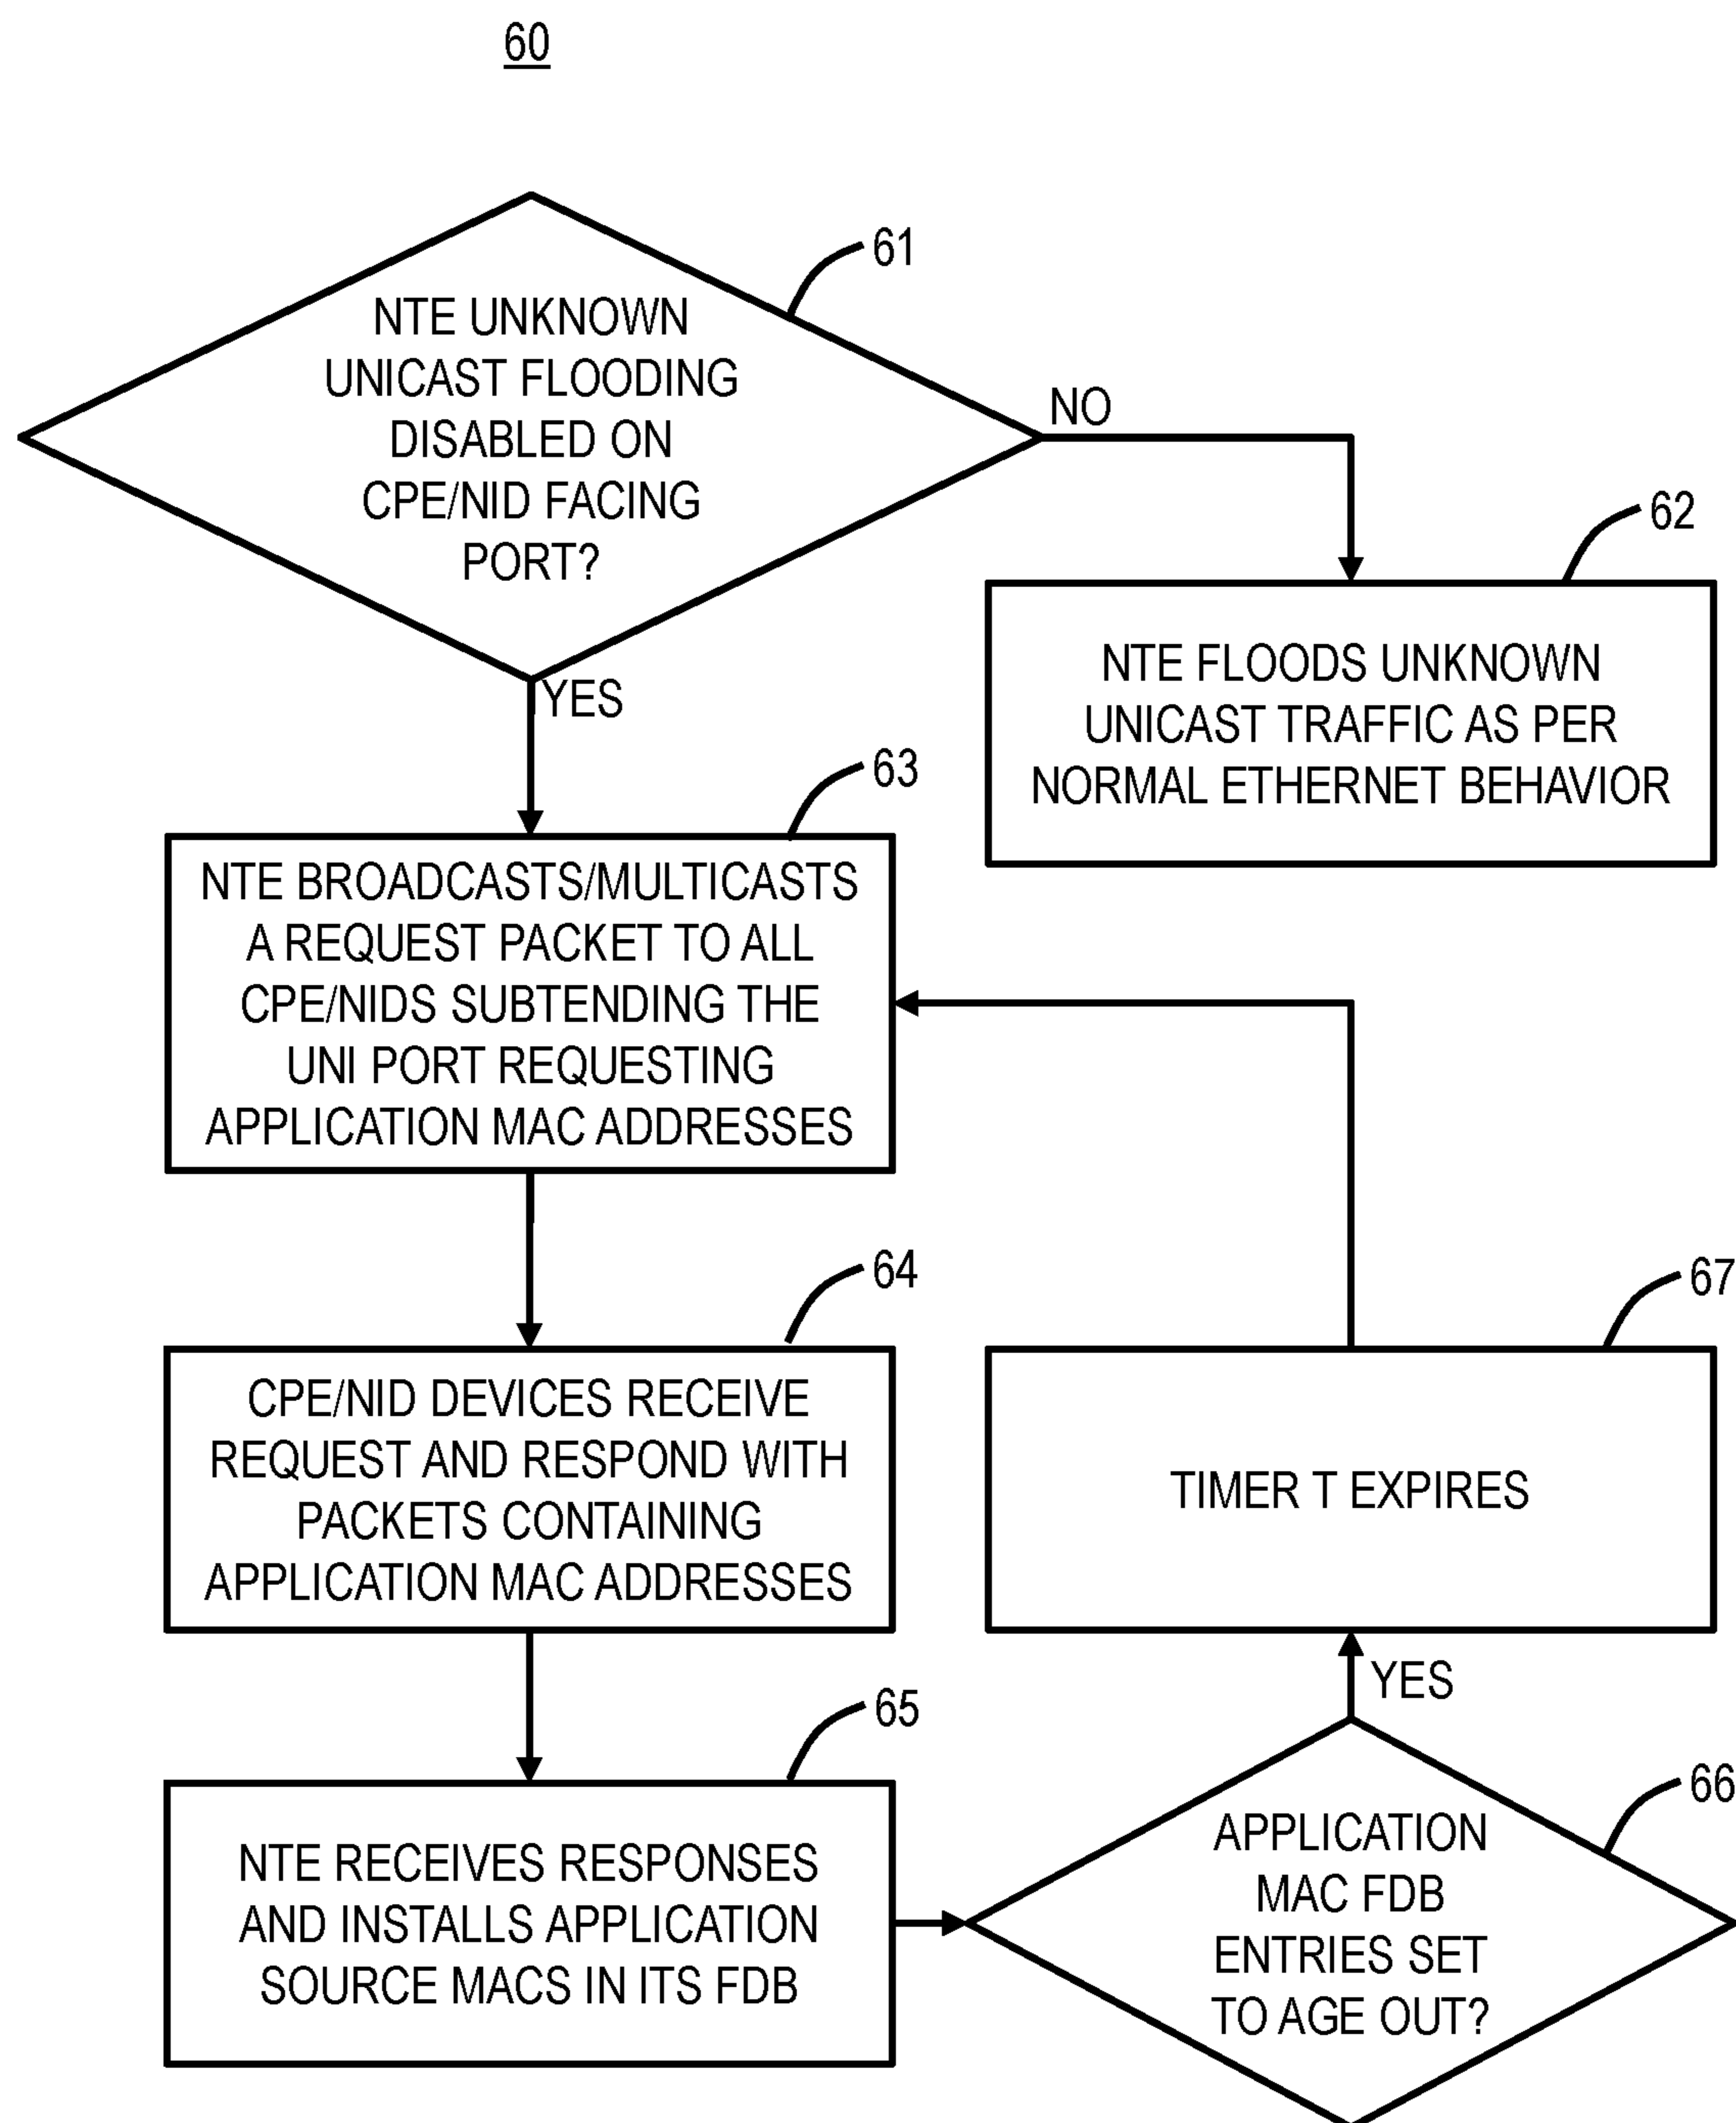 60
61
NTE UNKNOWN
UNICAST FLOODING
DISABLED ON
CPE/NID FACING
PORT?
NO
YES
62
NTE FLOODS UNKNOWN
UNICAST TRAFFIC AS PER
NORMAL ETHERNET BEHAVIOR
63
NTE BROADCASTS/MULTICASTS
A REQUEST PACKET TO ALL
CPE/NIDS SUBTENDING THE
UNI PORT REQUESTING
APPLICATION MAC ADDRESSES
64
CPE/NID DEVICES RECEIVE
REQUEST AND RESPOND WITH
PACKETS CONTAINING
APPLICATION MAC ADDRESSES
65
NTE RECEIVES RESPONSES
AND INSTALLS APPLICATION
SOURCE MACS IN ITS FDB
66
APPLICATION
MAC FDB
ENTRIES SET
TO AGE OUT?
YES
67
TIMER T EXPIRES